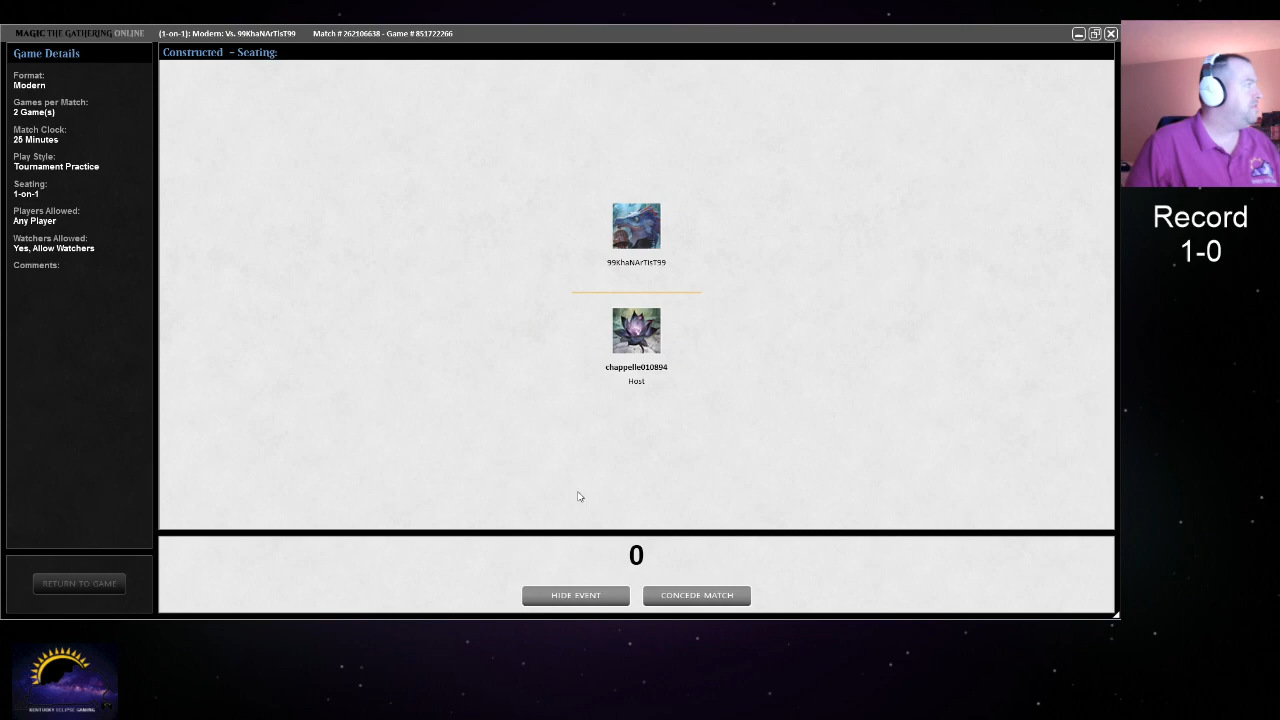 MAGIC THE GATHERING ONLINE
(1-on-1): Modern: Vs. 99KhaNArTisT99 Match # 262106638 - Game # 851722266
Game Details
Constructed - Seating:
Format:
Modern
Games per Match:
2 Game(s)
Match Clock:
25 Minutes
Play Style:
Tournament Practice
Seating:
1-on-1
Players Allowed:
Any Player
Watchers Allowed:
Yes, Allow Watchers
Comments:
99KhaNArTisT99
chappelle010894
Host
Record
1-0
0
RETURN TO GAME
HIDE EVENT
CONCEDE MATCH
KENTUCKY ECLIPSE GAMING